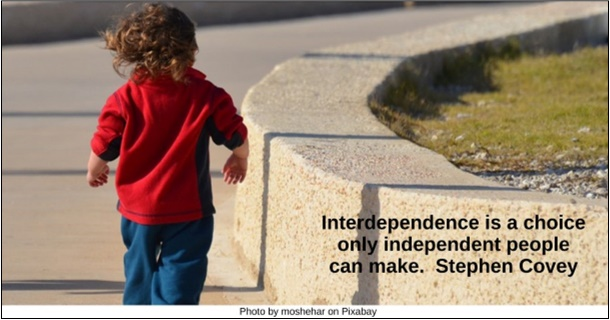 Interdependence is a choice
only independent people
can make.  Stephen Covey
Photo by moshehar on Pixabay